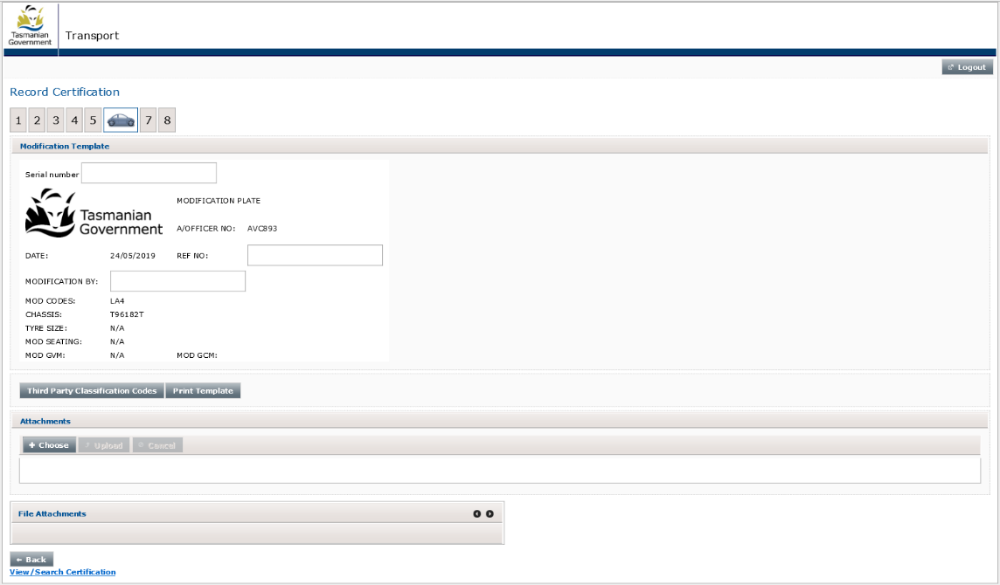 Tasmanian
Government
Transport
Logout
Record Certification
1 2 3 4 5 7 8
Modification Template
Serial number
Tasmanian
Government
MODIFICATION PLATE
A/OFFICER NO: AVC893
DATE: 24/05/2019 REF NO:
MODIFICATION BY:
MOD CODES: LA4
CHASSIS: T96182T
TYRE SIZE: N/A
MOD SEATING: N/A
MOD GVM: N/A MOD GCM:
Third Party Classification Codes Print Template
Attachments
Choose Upload Cancel
File Attachments
Back
View/Search Certification